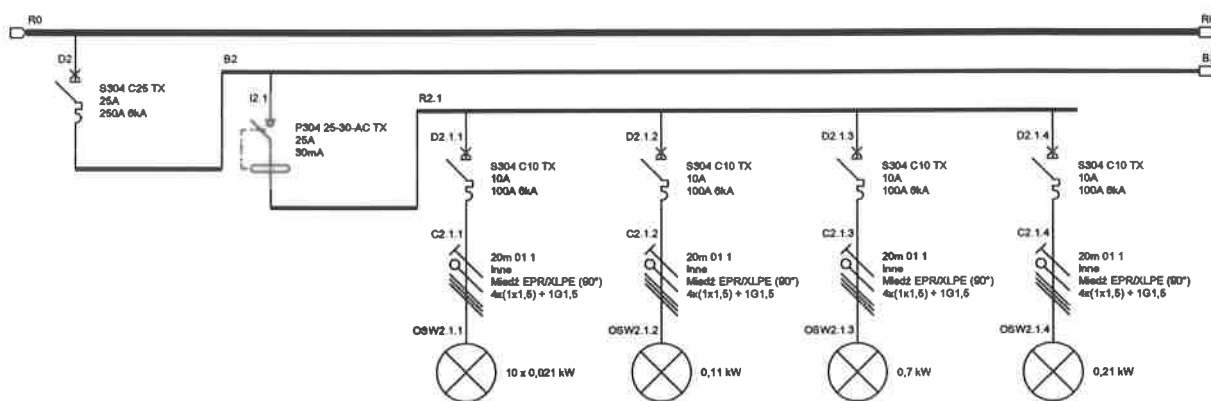 R0
D2
S304 C25 TX
25A
250A 6kA
B2
I2.1
P304 25-30-AC TX
25A
30mA
R2.1
D2.1.1
S304 C10 TX
10A
100A 6kA
C2.1.1
20m 01 1
Inne
Miedź EPR/XLPE (90°)
4x(1x1,5) + 1G1,5
OSW2.1.1
10 x 0,021 kW
D2.1.2
S304 C10 TX
10A
100A 6kA
C2.1.2
20m 01 1
Inne
Miedź EPR/XLPE (90°)
4x(1x1,5) + 1G1,5
OSW2.1.2
0,11 kW
D2.1.3
S304 C10 TX
10A
100A 6kA
C2.1.3
20m 01 1
Inne
Miedź EPR/XLPE (90°)
4x(1x1,5) + 1G1,5
OSW2.1.3
0,7 kW
D2.1.4
S304 C10 TX
10A
100A 6kA
C2.1.4
20m 01 1
Inne
Miedź EPR/XLPE (90°)
4x(1x1,5) + 1G1,5
OSW2.1.4
0,21 kW